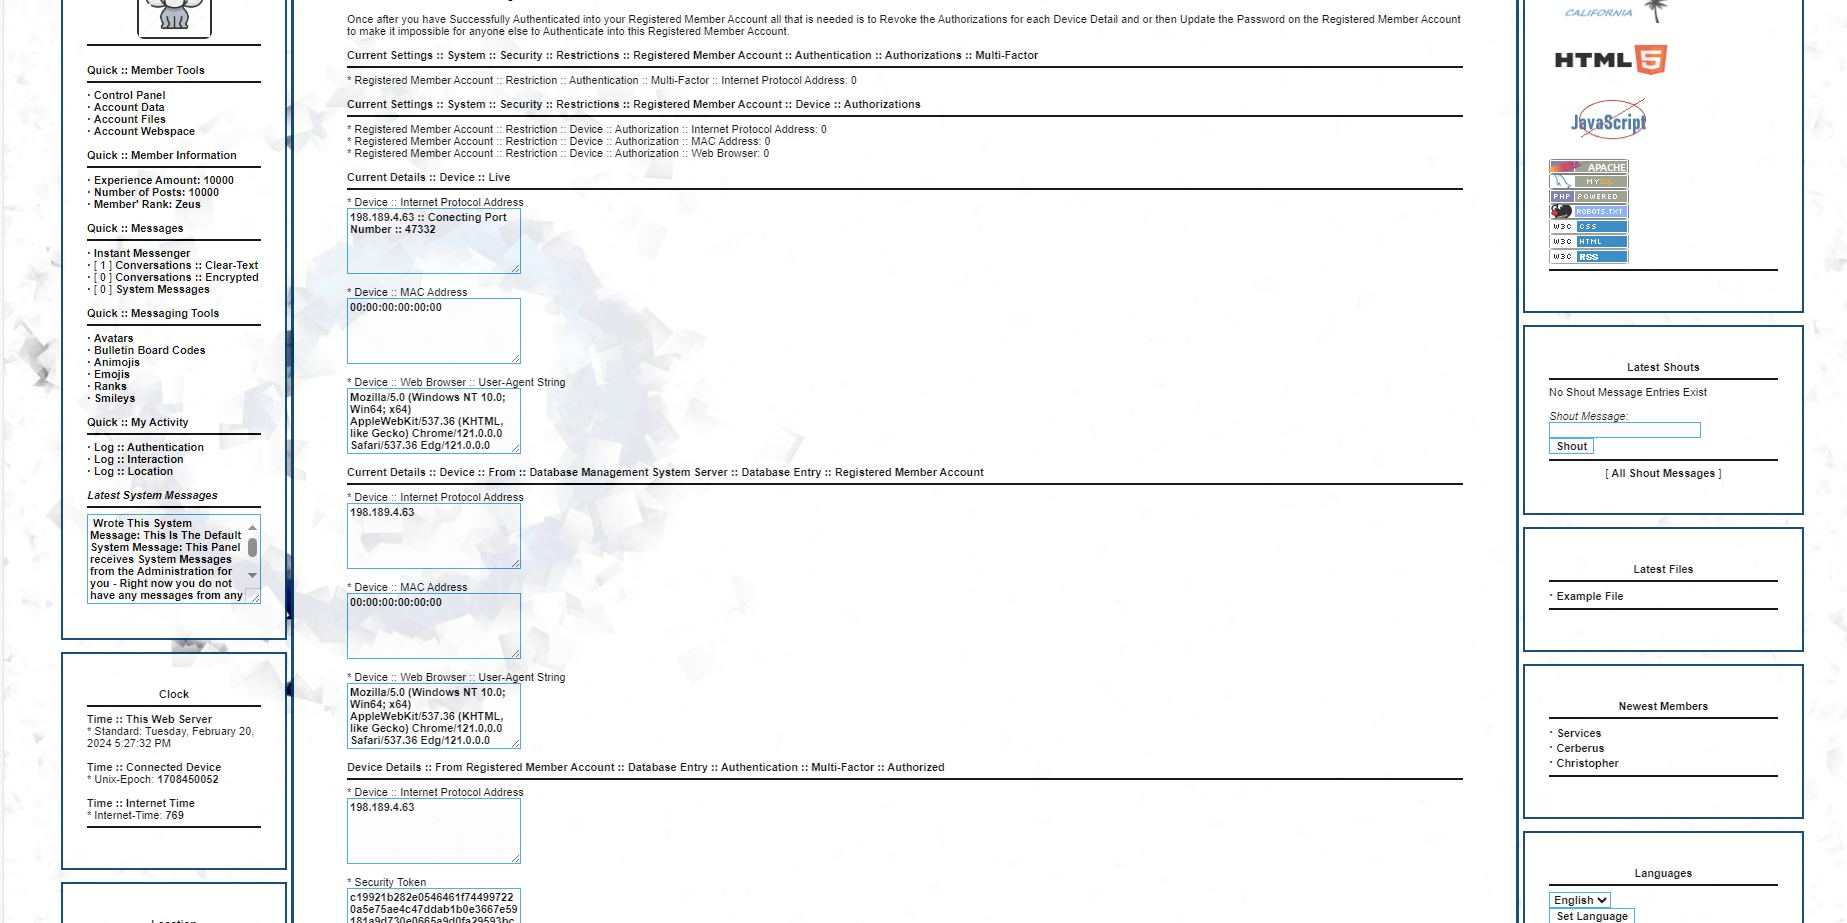 Quick :: Member Tools
· Control Panel
· Account Data
· Account Files
· Account Webspace
Quick :: Member Information
· Experience Amount: 10000
· Number of Posts: 10000
· Member' Rank: Zeus
Quick :: Messages
· Instant Messenger
· [ 1 ] Conversations :: Clear-Text
· [ 0 ] Conversations :: Encrypted
· [ 0 ] System Messages
Quick :: Messaging Tools
· Avatars
· Bulletin Board Codes
· Animojis
· Emojis
· Ranks
· Smileys
Quick :: My Activity
· Log :: Authentication
· Log :: Interaction
· Log :: Location
Latest System Messages
Wrote This System
Message: This Is The Default
System Message: This Panel
receives System Messages
from the Administration for
you - Right now you do not
have any messages from any
Clock
Time :: This Web Server
* Standard: Tuesday, February 20,
2024 5:27:32 PM
Time :: Connected Device
* Unix-Epoch: 1708450052
Time :: Internet Time
* Internet-Time: 769
Once after you have Successfully Authenticated into your Registered Member Account all that is needed is to Revoke the Authorizations for each Device Detail and or then Update the Password on the Registered Member Account
to make it impossible for anyone else to Authenticate into this Registered Member Account.
Current Settings :: System :: Security :: Restrictions :: Registered Member Account :: Authentication :: Authorizations :: Multi-Factor
* Registered Member Account :: Restriction :: Authentication :: Multi-Factor :: Internet Protocol Address: 0
Current Settings :: System :: Security :: Restrictions :: Registered Member Account :: Device :: Authorizations
* Registered Member Account :: Restriction :: Device :: Authorization :: Internet Protocol Address: 0
* Registered Member Account :: Restriction :: Device :: Authorization :: MAC Address: 0
* Registered Member Account :: Restriction :: Device :: Authorization :: Web Browser: 0
Current Details :: Device :: Live
* Device :: Internet Protocol Address
198.189.4.63 :: Conecting Port
Number :: 47332
* Device :: MAC Address
00:00:00:00:00:00
* Device :: Web Browser :: User-Agent String
Mozilla/5.0 (Windows NT 10.0;
Win64; x64)
AppleWebKit/537.36 (KHTML,
like Gecko) Chrome/121.0.0.0
Safari/537.36 Edg/121.0.0.0
Current Details :: Device :: From :: Database Management System Server :: Database Entry :: Registered Member Account
* Device :: Internet Protocol Address
198.189.4.63
* Device :: MAC Address
00:00:00:00:00:00
* Device :: Web Browser :: User-Agent String
Mozilla/5.0 (Windows NT 10.0;
Win64; x64)
AppleWebKit/537.36 (KHTML,
like Gecko) Chrome/121.0.0.0
Safari/537.36 Edg/121.0.0.0
Device Details :: From Registered Member Account :: Database Entry :: Authentication :: Multi-Factor :: Authorized
* Device :: Internet Protocol Address
198.189.4.63
* Security Token
c19921b282e0546461f74499722
0a5e75ae4c47ddab1b0e3667e59
CALIFORNIA
HTML 5
JavaScript
APACHE
MYSQL
PHP POWERED
ROBOTS.TXT
W3C CSS
W3C HTML
W3C RSS
Latest Shouts
No Shout Message Entries Exist
Shout Message:
Shout
[ All Shout Messages ]
Latest Files
· Example File
Newest Members
· Services
· Cerberus
· Christopher
Languages
English
Set Language